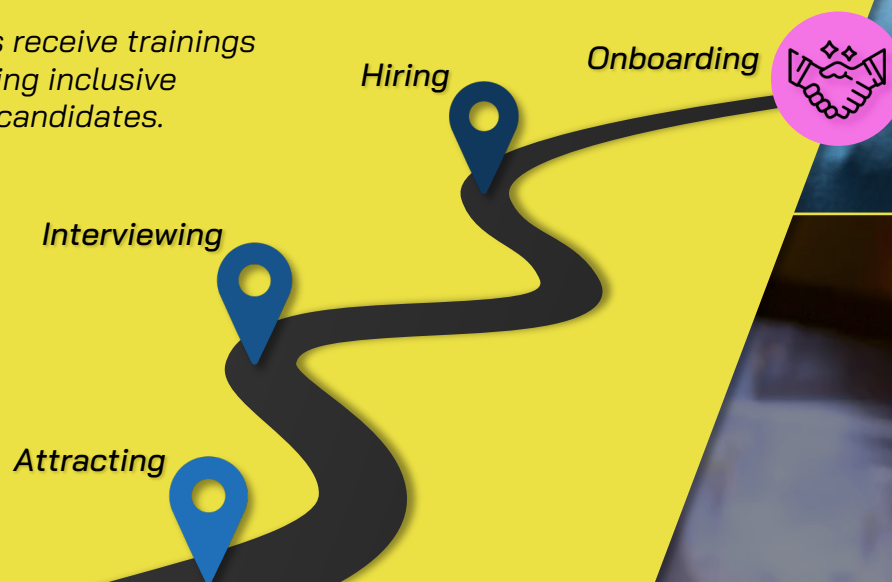 s receive trainings
ing inclusive
candidates.
Hiring
Onboarding
Interviewing
Attracting